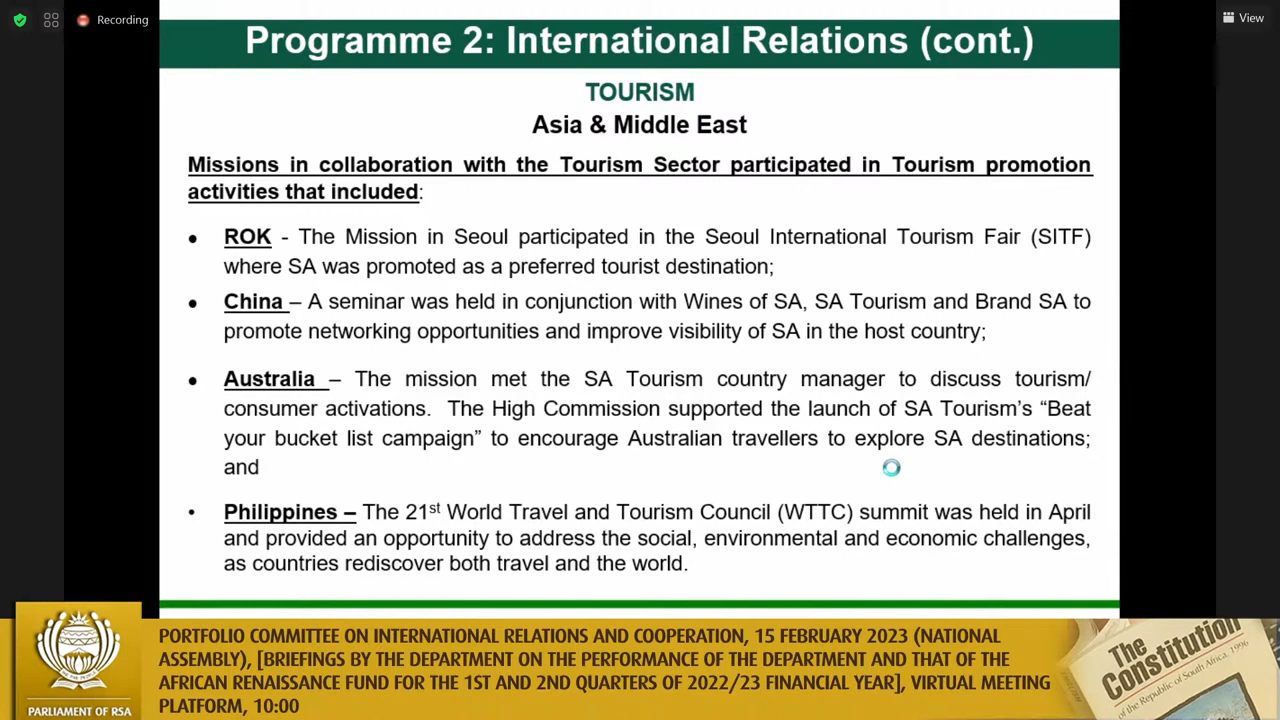 Recording
View
Programme 2: International Relations (cont.)
TOURISM
Asia & Middle East
Missions in collaboration with the Tourism Sector participated in Tourism promotion
activities that included:
• ROK - The Mission in Seoul participated in the Seoul International Tourism Fair (SITF)
where SA was promoted as a preferred tourist destination;
• China – A seminar was held in conjunction with Wines of SA, SA Tourism and Brand SA to
promote networking opportunities and improve visibility of SA in the host country;
• Australia – The mission met the SA Tourism country manager to discuss tourism/
consumer activations. The High Commission supported the launch of SA Tourism’s “Beat
your bucket list campaign” to encourage Australian travellers to explore SA destinations;
and
• Philippines – The 21st World Travel and Tourism Council (WTTC) summit was held in April
and provided an opportunity to address the social, environmental and economic challenges,
as countries rediscover both travel and the world.
PORTFOLIO COMMITTEE ON INTERNATIONAL RELATIONS AND COOPERATION, 15 FEBRUARY 2023 (NATIONAL
ASSEMBLY), [BRIEFINGS BY THE DEPARTMENT ON THE PERFORMANCE OF THE DEPARTMENT AND THAT OF THE
AFRICAN RENAISSANCE FUND FOR THE 1ST AND 2ND QUARTERS OF 2022/23 FINANCIAL YEAR], VIRTUAL MEETING
PLATFORM, 10:00
PARLIAMENT OF RSA
The
Constitution
of the Republic of South Africa, 1996